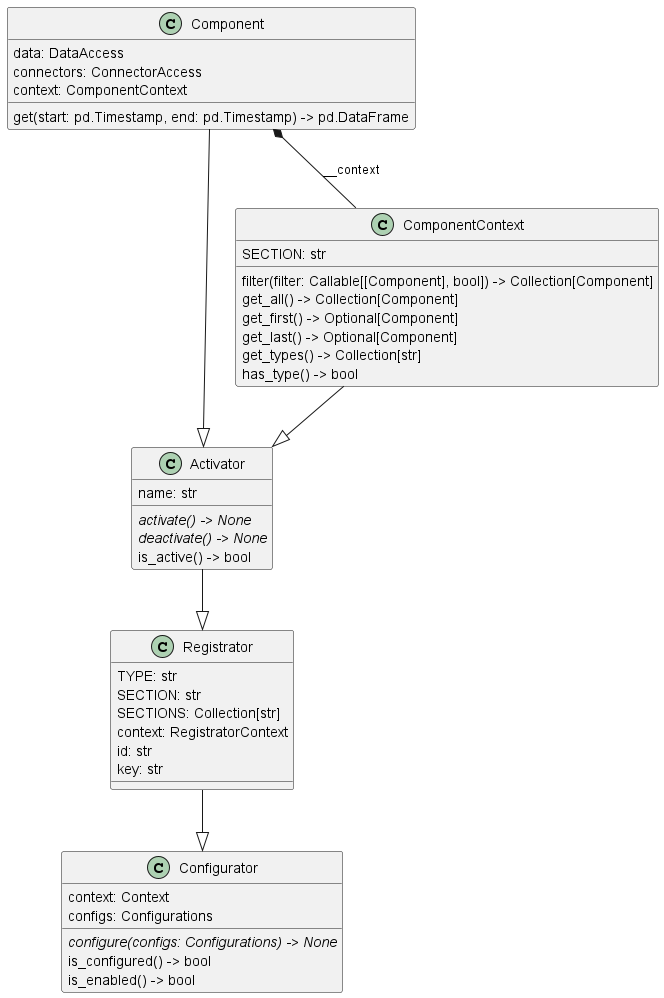 C Component
data: DataAccess
connectors: ConnectorAccess
context: ComponentContext
get(start: pd.Timestamp, end: pd.Timestamp) -> pd.DataFrame
__context
C ComponentContext
SECTION: str
filter(filter: Callable[[Component], bool]) -> Collection[Component]
get_all() -> Collection[Component]
get_first() -> Optional[Component]
get_last() -> Optional[Component]
get_types() -> Collection[str]
has_type() -> bool
C Activator
name: str
activate() -> None
deactivate() -> None
is_active() -> bool
C Registrator
TYPE: str
SECTION: str
SECTIONS: Collection[str]
context: RegistratorContext
id: str
key: str
C Configurator
context: Context
configs: Configurations
configure(configs: Configurations) -> None
is_configured() -> bool
is_enabled() -> bool